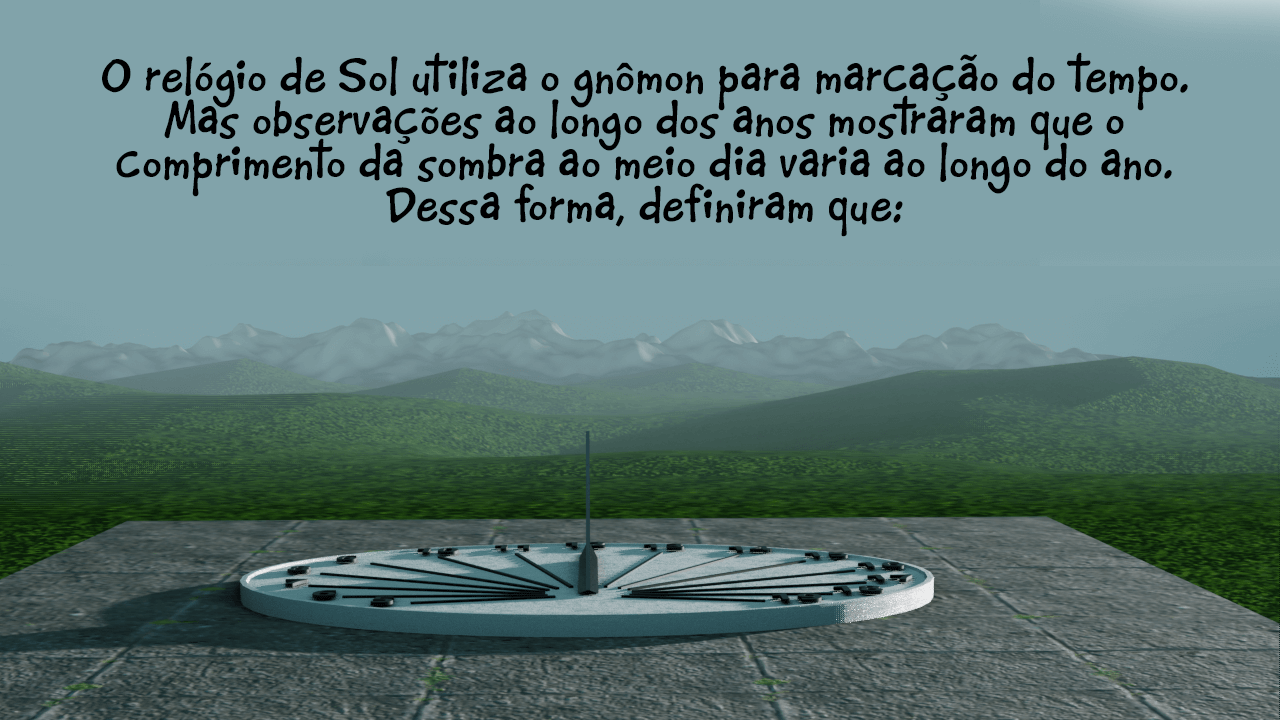 O relógio de Sol utiliza o gnômon para marcação do tempo.
Mas observações ao longo dos anos mostraram que o
comprimento da sombra ao meio dia varia ao longo do ano.
Dessa forma, definiram que: